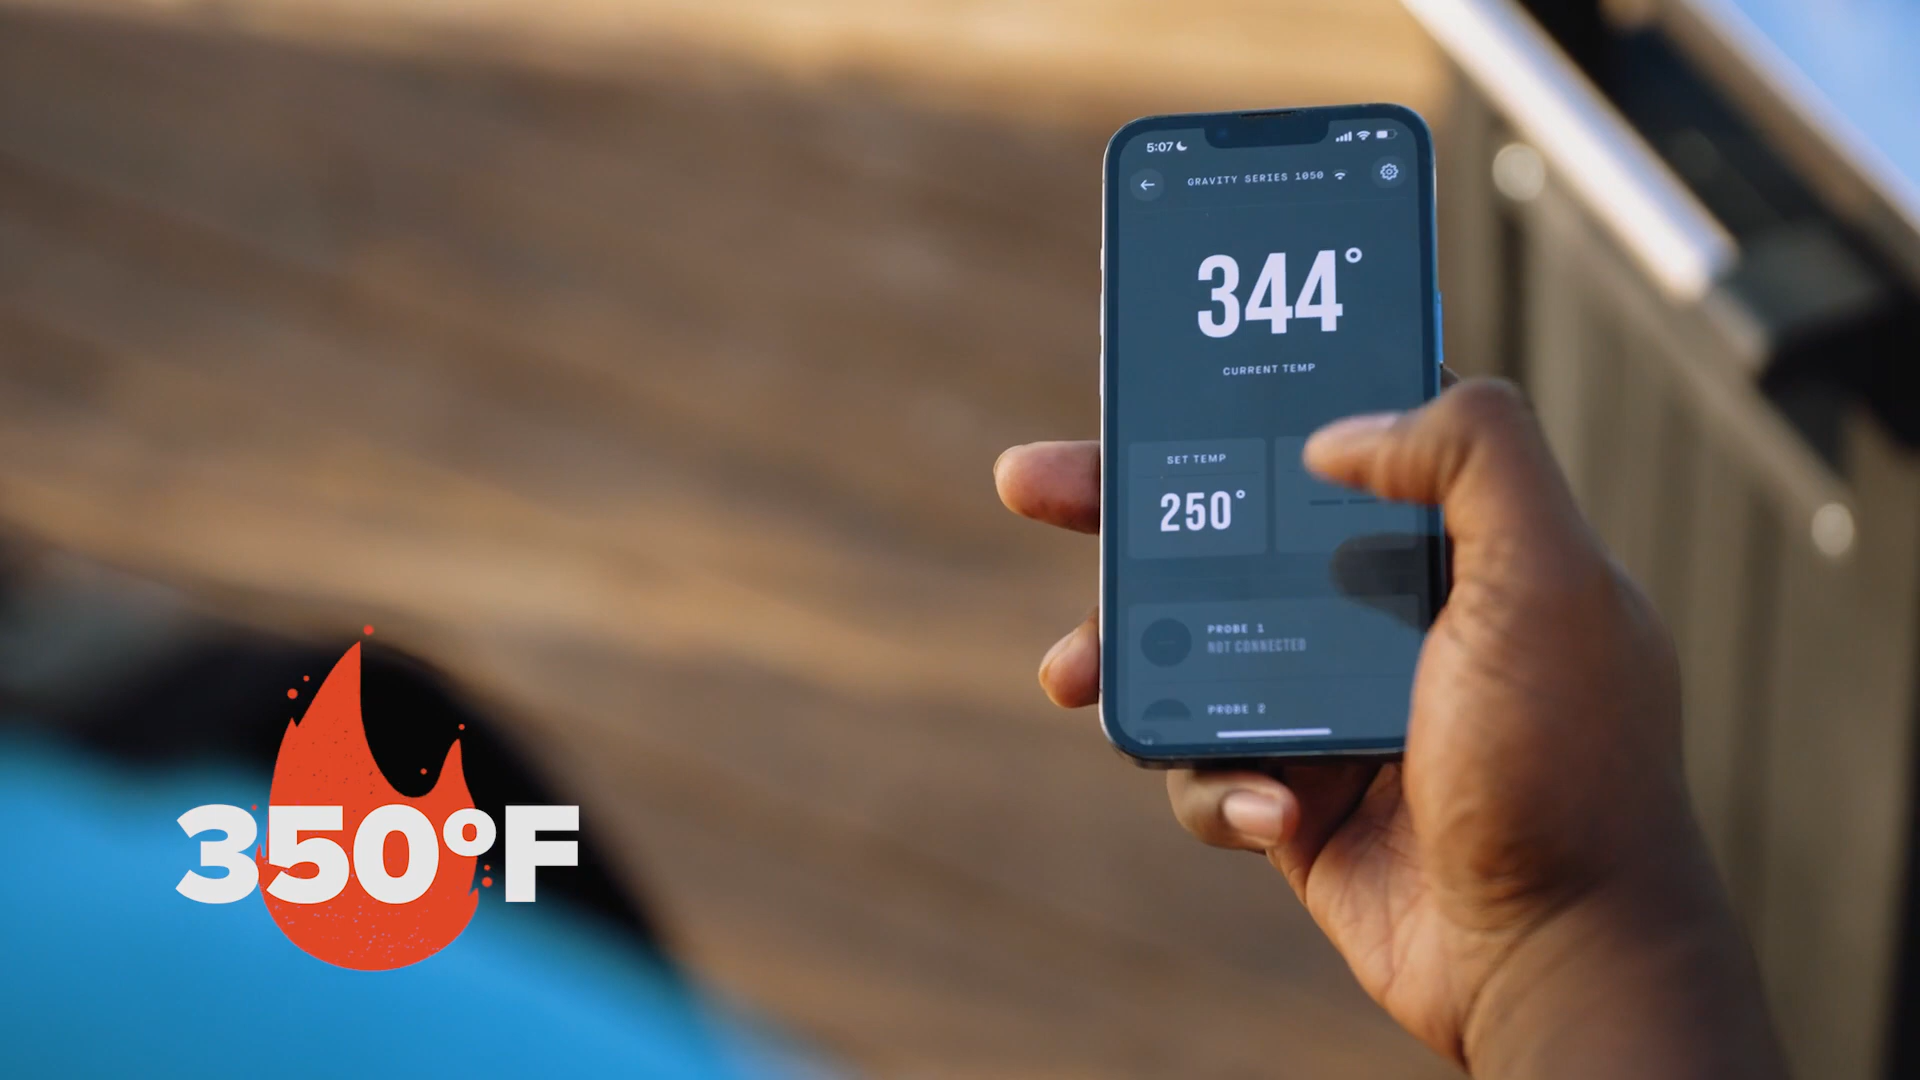 5:07
GRAVITY SERIES 1050
344°
CURRENT TEMP
SET TEMP
250°
PROBE 1
NOT CONNECTED
PROBE 2
350°F